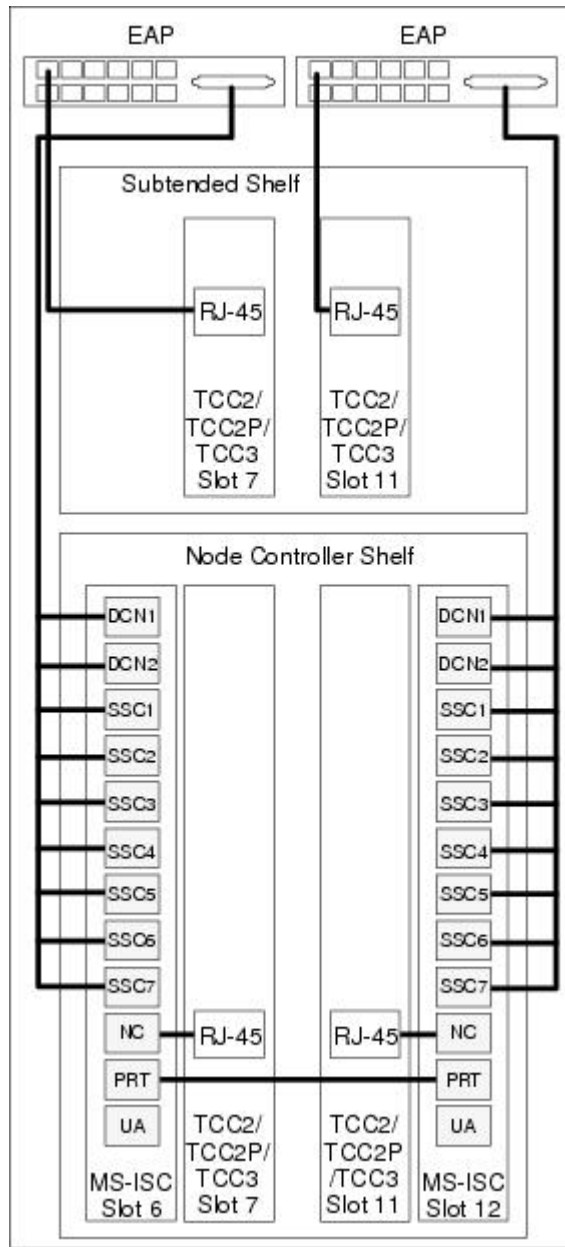 EAP
EAP
Subtended Shelf
RJ-45
RJ-45
TCC2/
TCC2P/
TCC3
Slot 7
TCC2/
TCC2P/
TCC3
Slot 11
Node Controller Shelf
DCN1
DCN2
SSC1
SSC2
SSC3
SSC4
SSC5
SSC6
SSC7
NC
PRT
UA
MS-ISC
Slot 6
RJ-45
TCC2/
TCC2P/
TCC3
Slot 7
RJ-45
TCC2/
TCC2P
/TCC3
Slot 11
DCN1
DCN2
SSC1
SSC2
SSC3
SSC4
SSC5
SSC6
SSC7
NC
PRT
UA
MS-ISC
Slot 12